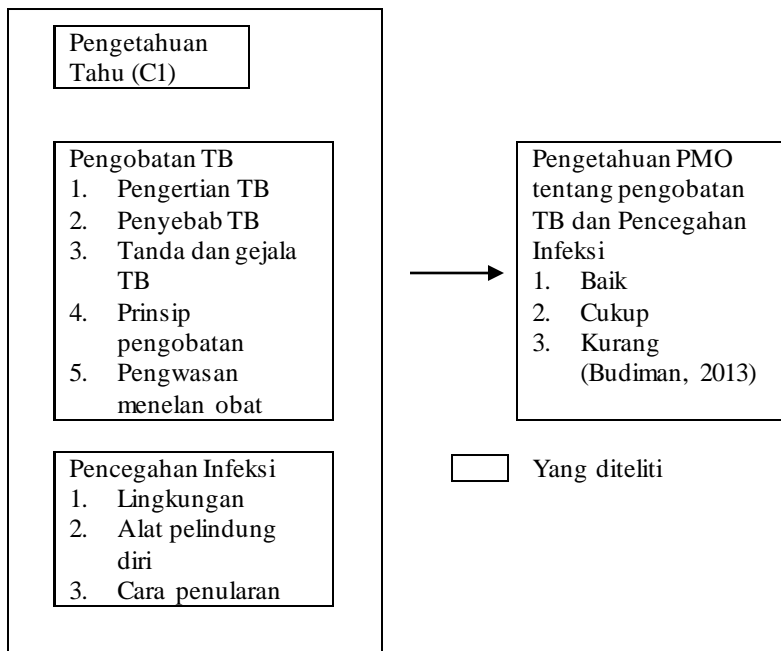 Pengetahuan
Tahu (C1)
Pengobatan TB
1. Pengertian TB
2. Penyebab TB
3. Tanda dan gejala
TB
4. Prinsip
pengobatan
5. Pengwasan
menelan obat
Pencegahan Infeksi
1. Lingkungan
2. Alat pelindung
diri
3. Cara penularan
Pengetahuan PMO
tentang pengobatan
TB dan Pencegahan
Infeksi
1. Baik
2. Cukup
3. Kurang
(Budiman, 2013)
Yang diteliti